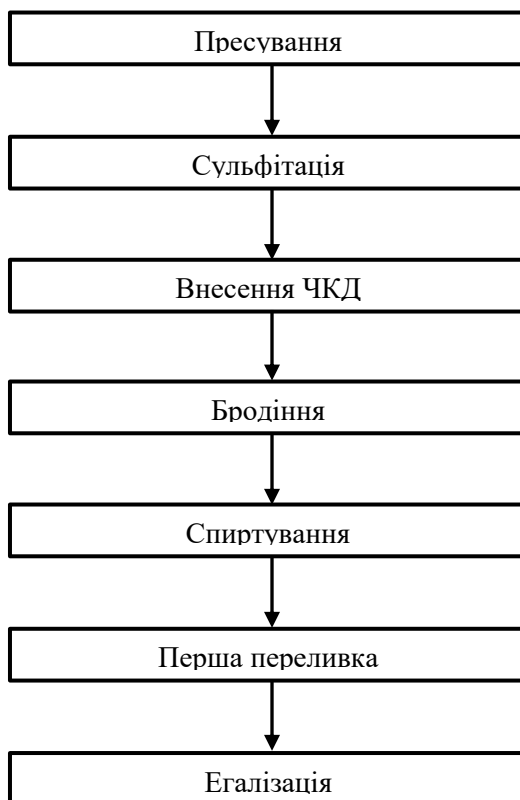 Пресування
Сульфітація
Внесення ЧКД
Бродіння
Спиртування
Перша переливка
Егалізація